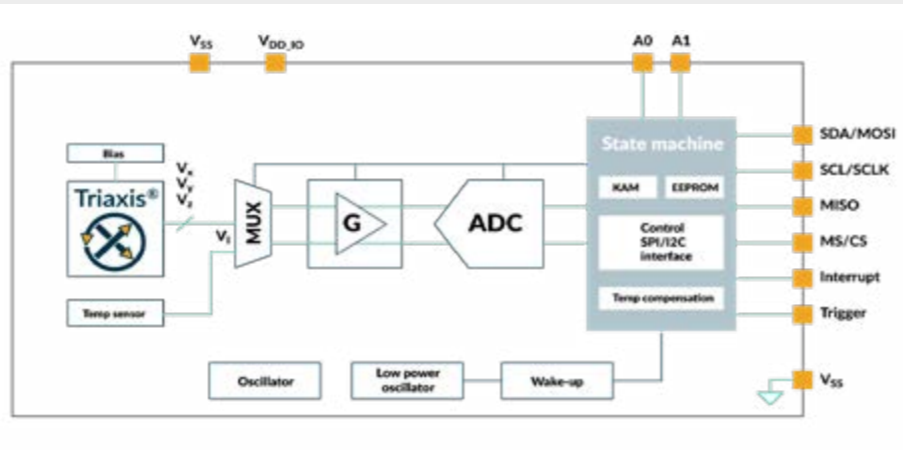 VSS
VDD_IO
A0
A1
Bias
Triaxis®
Vx
Vy
Vz
Vt
MUX
G
ADC
Temp sensor
State machine
RAM
EEPROM
Control
SPI/I2C
interface
Temp compensation
SDA/MOSI
SCL/SCLK
MISO
MS/CS
Interrupt
Trigger
VSS
Oscillator
Low power
oscillator
Wake-up